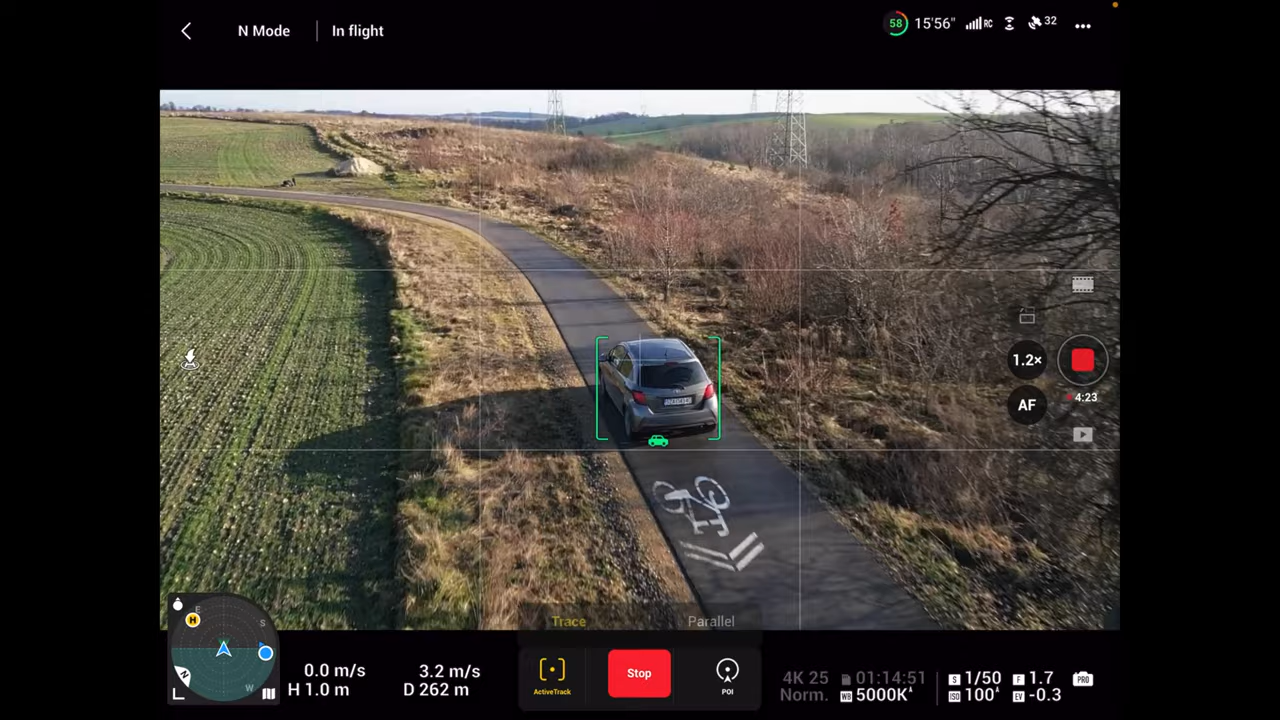 N Mode
In flight
58
15'56"
RC
32
1.2×
AF
4:23
Trace
Parallel
H
E
S
N
W
0.0 m/s
3.2 m/s
H 1.0 m
D 262 m
ActiveTrack
Stop
POI
4K 25
01:14:51
Norm.
WB 5000K A
S 1/50
F 1.7
ISO 100 A
EV -0.3
PRO